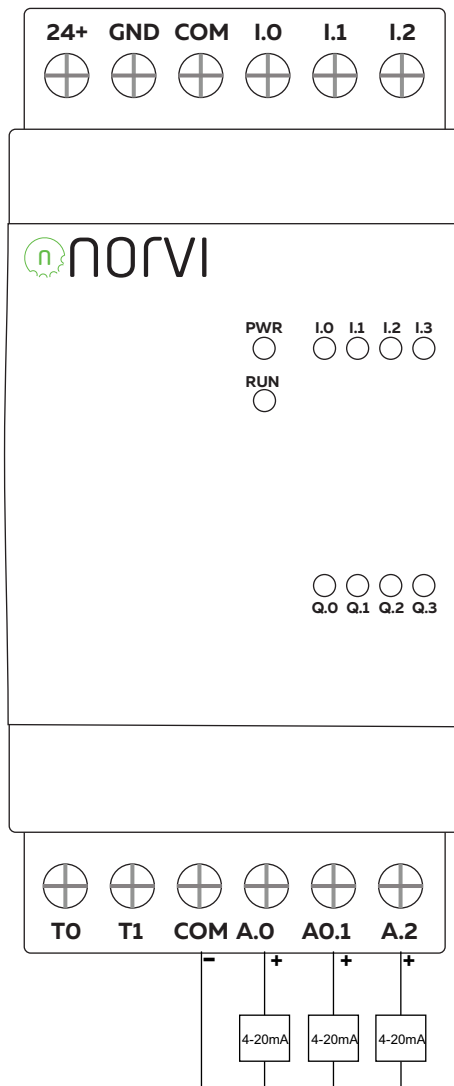 24+ GND COM I.0 I.1 I.2
n norvi
PWR I.0 I.1 I.2 I.3
RUN
Q.0 Q.1 Q.2 Q.3
T0 T1 COM A.0 A0.1 A.2
- + + +
4-20mA 4-20mA 4-20mA